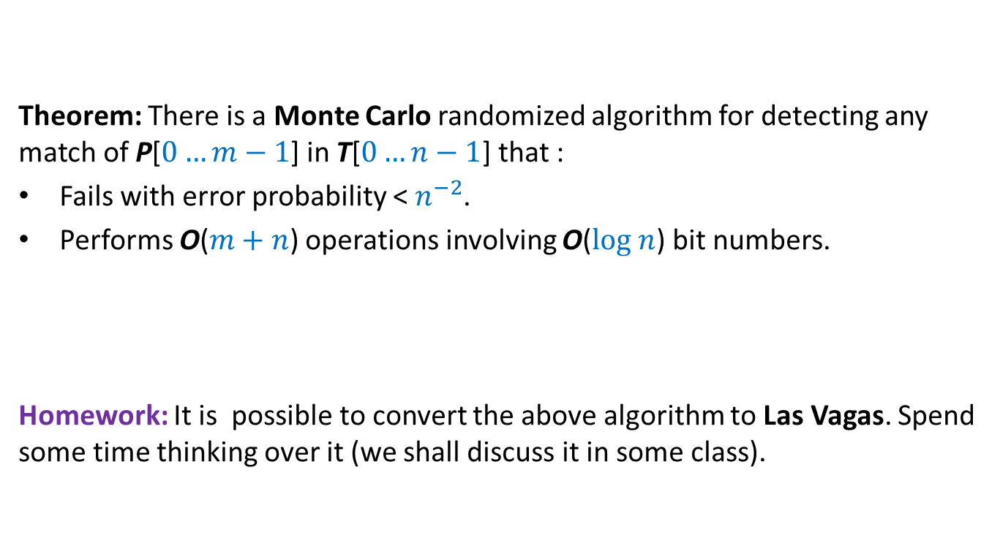 Theorem: There is a Monte Carlo randomized algorithm for detecting any
match of P[0 … m − 1] in T[0 … n − 1] that :
• Fails with error probability < n⁻².
• Performs O(m + n) operations involving O(log n) bit numbers.
Homework: It is  possible to convert the above algorithm to Las Vagas. Spend
some time thinking over it (we shall discuss it in some class).